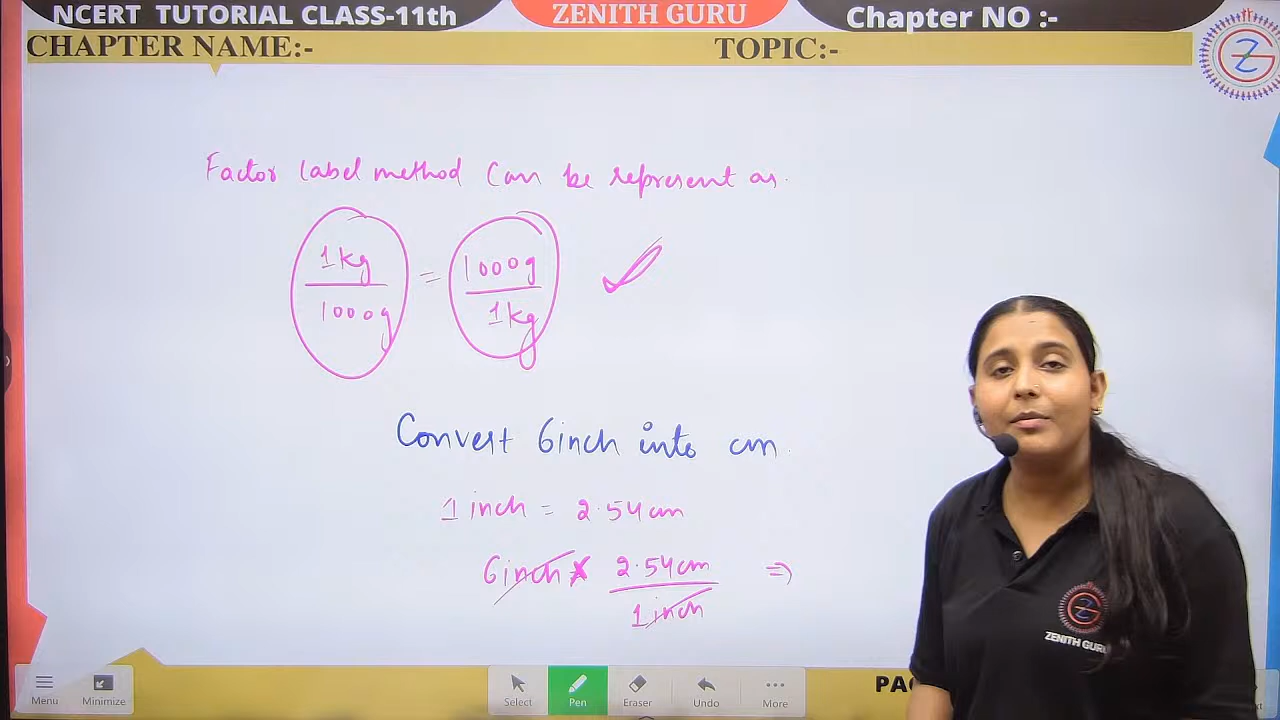 NCERT TUTORIAL CLASS-11th
ZENITH GURU
Chapter NO :-
CHAPTER NAME:-
TOPIC:-
Factor label method can be represent as.
1kg = 1000g
1000g 1kg
Convert 6inch into cm.
1 inch = 2.54cm
6inch x 2.54cm =>
1inch
ZENITH GURU
Menu
Minimize
Select
Pen
Eraser
Undo
More